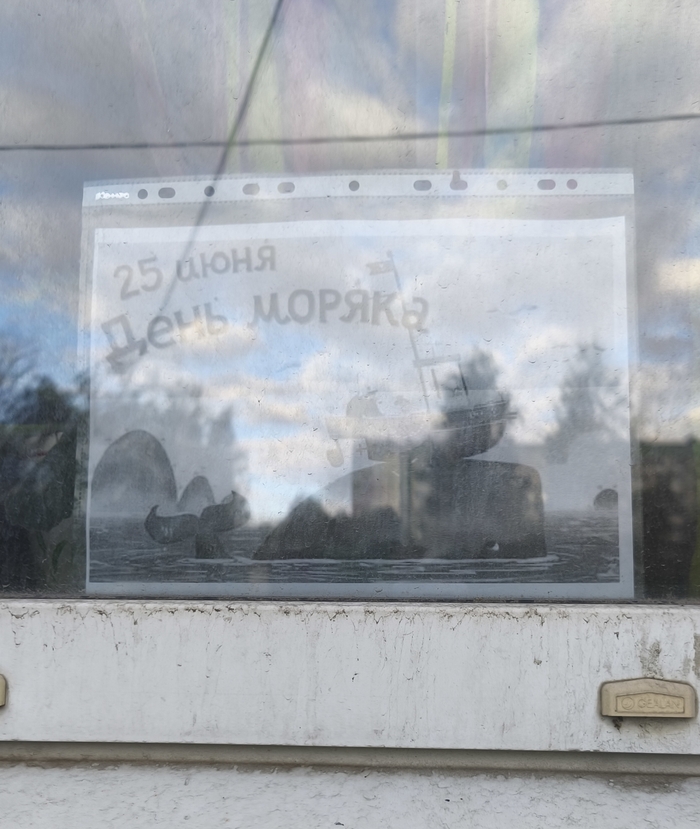 25 июня
День моряка